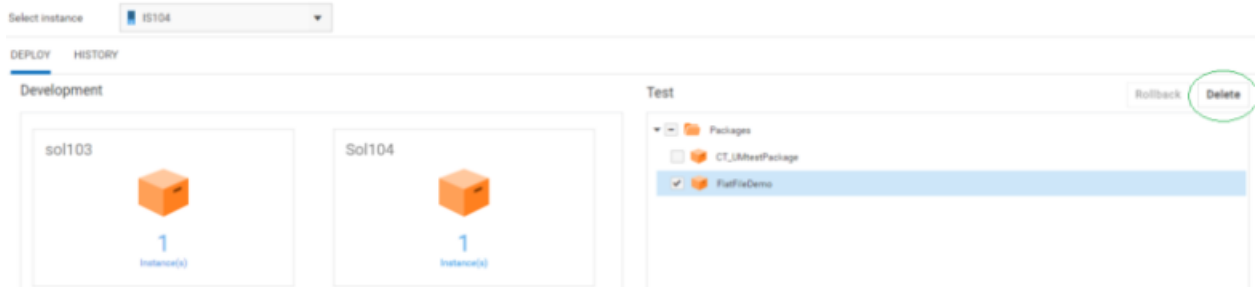 Select instance IS104
DEPLOY HISTORY
Development
sol103
1
Instance(s)
Sol104
1
Instance(s)
Test
Rollback Delete
Packages
CT_UMtestPackage
FlatFileDemo